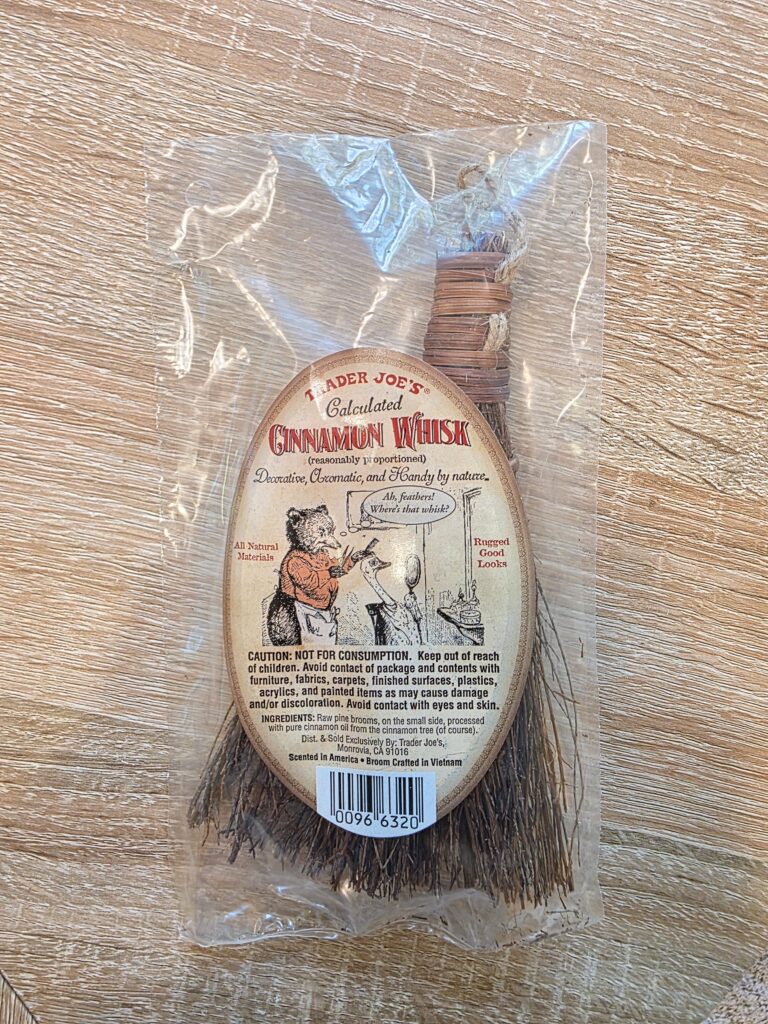 TRADER JOE'S®
Calculated
CINNAMON WHISK
(reasonably proportioned)
Decorative, Aromatic, and Handy by nature...
Ah, feathers!
Where's that whisk?
All Natural
Materials
Rugged
Good
Looks
CAUTION: NOT FOR CONSUMPTION. Keep out of reach
of children. Avoid contact of package and contents with
furniture, fabrics, carpets, finished surfaces, plastics,
acrylics, and painted items as may cause damage
and/or discoloration. Avoid contact with eyes and skin.
INGREDIENTS: Raw pine brooms, on the small side, processed
with pure cinnamon oil from the cinnamon tree (of course).
Dist. & Sold Exclusively By: Trader Joe's,
Monrovia, CA 91016
Scented in America • Broom Crafted in Vietnam
0096 6320